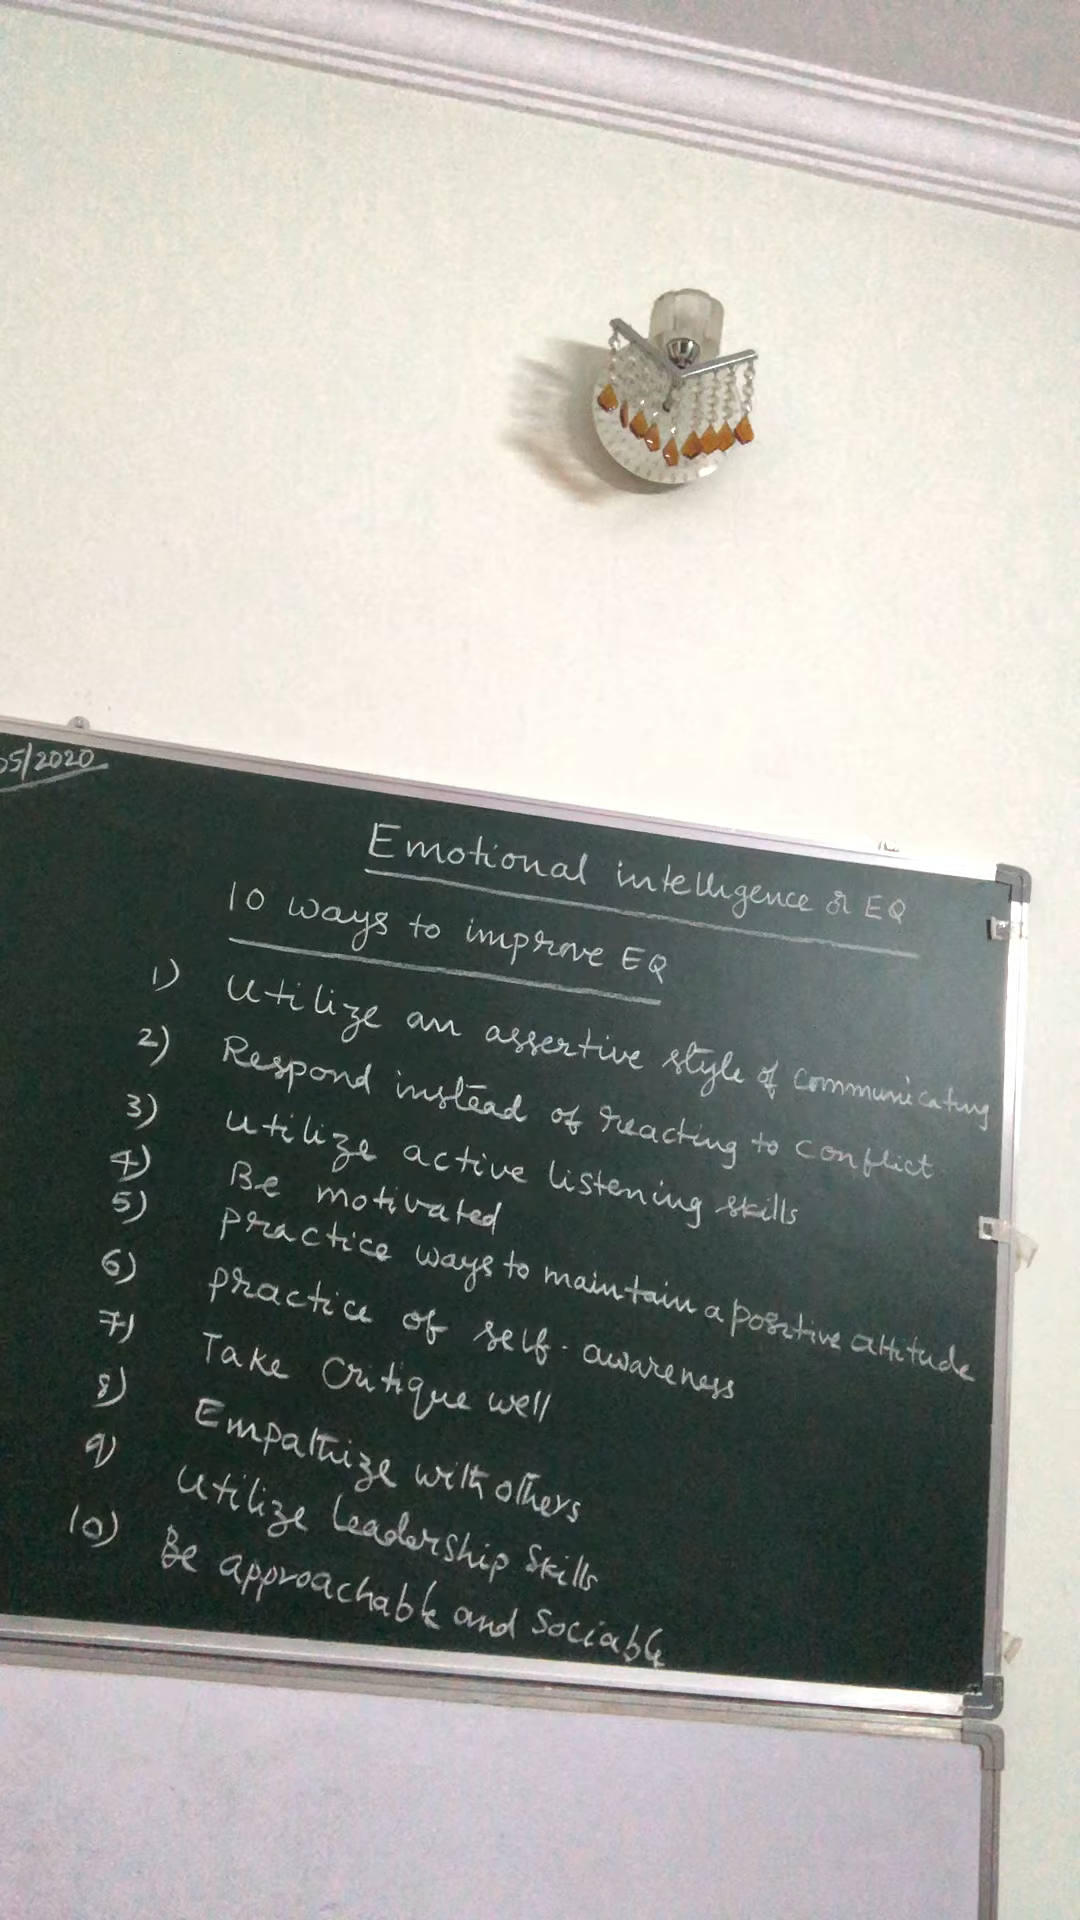 05/2020
Emotional intelligence or EQ
10 ways to improve EQ
1) Utilize an assertive style of communicating
2) Respond instead of reacting to conflict
3) Utilize active listening skills
4) Be motivated
5) practice ways to maintain a positive attitude
6) practice of self-awareness
7) Take critique well
8) Empathize with others
9) Utilize leadership skills
10) Be approachable and sociable